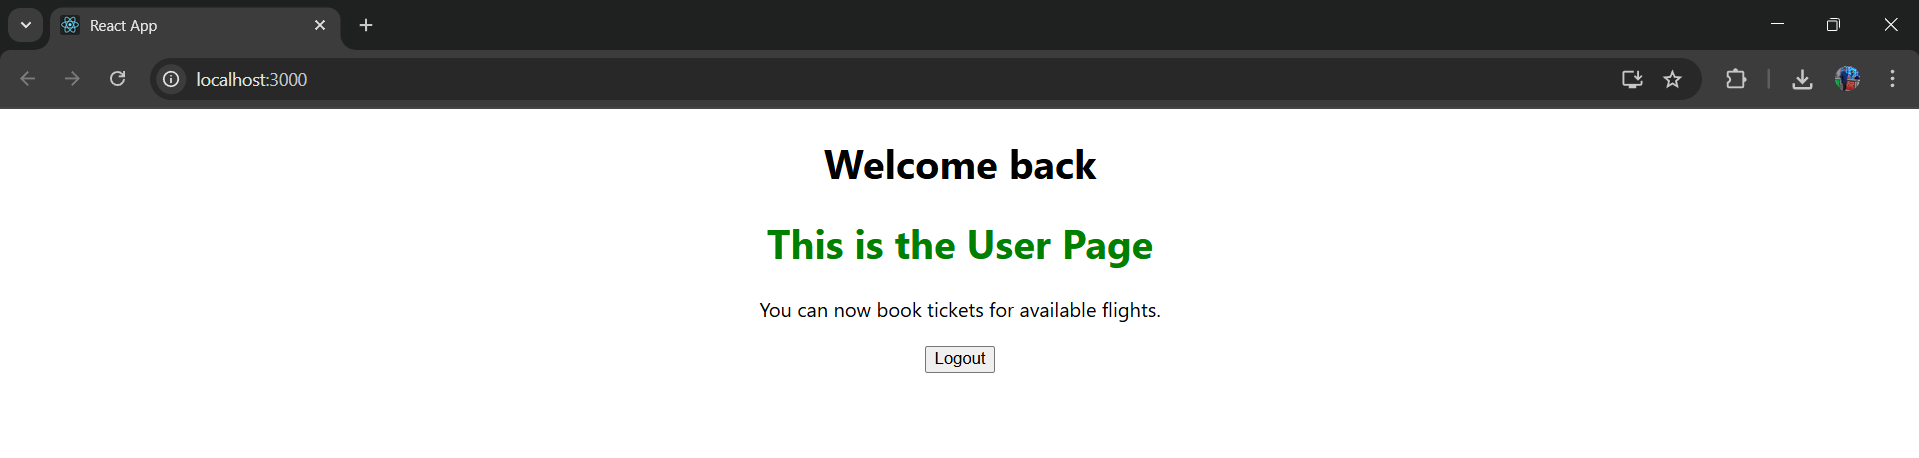 React App
localhost:3000
Welcome back
This is the User Page
You can now book tickets for available flights.
Logout